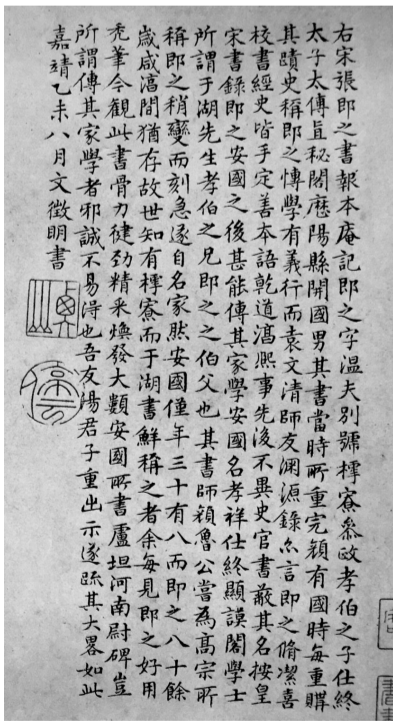 右宋張即之書報本庵記即之字溫夫別號樗寮參政孝伯之子仕終
太子太傅直秘閣歷陽縣開國男其書當時所重完顏有國時每重購
其蹟史稱即之慱學有義行而袁文清師友淵源錄亦言即之脩潔喜
校書經史皆手定善本語乾道淳熙事先後不異史官書蔽其名按皇
宋書錄即之安國之後甚能傳其家學安國名孝祥仕終顯謨閣學士
所謂于湖先生孝伯之兄即之之伯父也其書師顏魯公嘗為高宗所
稱即之稍變而刻急遂自名家然安國僅年三十有八而即之八十餘
歲咸淳間猶存故世知有樗寮而于湖書鮮稱之者余每見即之好用
禿筆今觀此書骨力健勁精采煥發大類安國所書盧坦河南尉碑豈
所謂傳其家學者邪誠不易得也吾友湯君子重出示遂疏其大畧如此
嘉靖乙未八月文徵明書